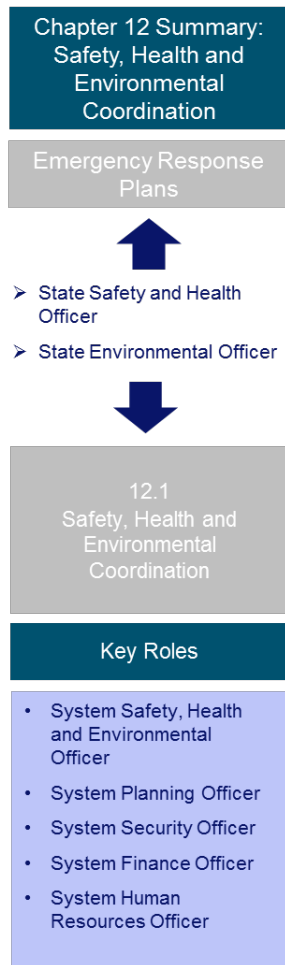 Chapter 12 Summary:
Safety, Health and
Environmental
Coordination
Emergency Response
Plans
➢ State Safety and Health
Officer
➢ State Environmental Officer
12.1
Safety, Health and
Environmental
Coordination
Key Roles
• System Safety, Health
and Environmental
Officer
• System Planning Officer
• System Security Officer
• System Finance Officer
• System Human
Resources Officer